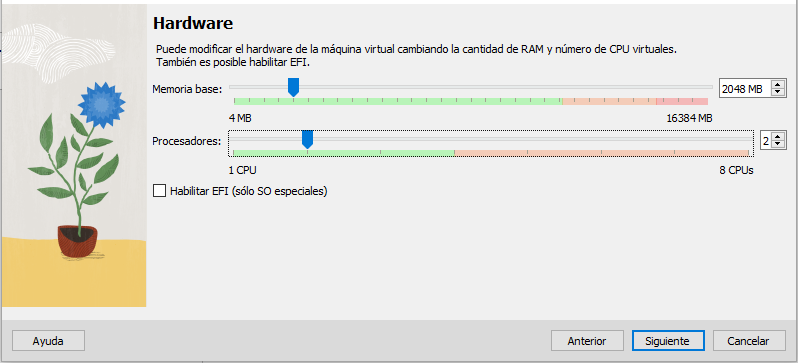 Hardware
Puede modificar el hardware de la máquina virtual cambiando la cantidad de RAM y número de CPU virtuales.
También es posible habilitar EFI.
Memoria base:
2048 MB
4 MB
16384 MB
Procesadores:
2
1 CPU
8 CPUs
Habilitar EFI (sólo SO especiales)
Ayuda
Anterior
Siguiente
Cancelar